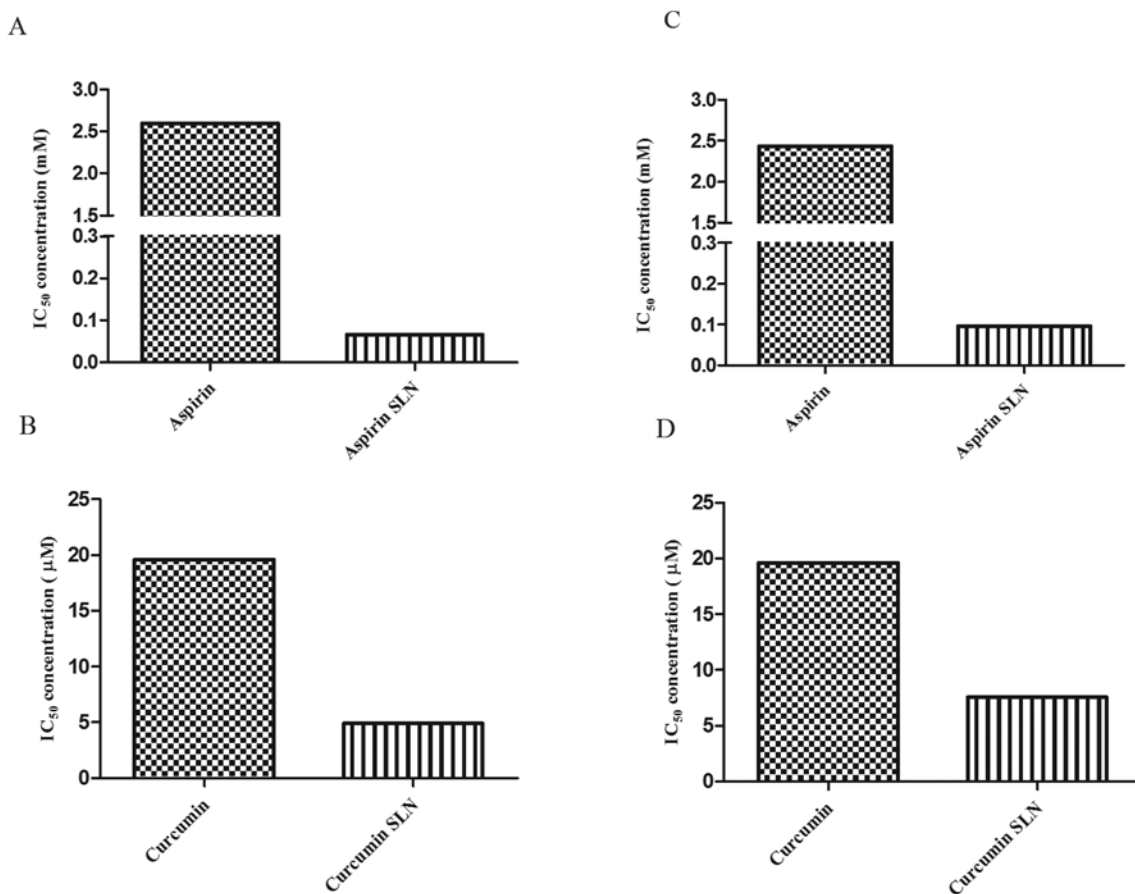 A
IC50 concentration (mM)
3.0
2.5
2.0
1.5
0.3
0.2
0.1
0.0
Aspirin
Aspirin SLN
C
IC50 concentration (mM)
3.0
2.5
2.0
1.5
0.3
0.2
0.1
0.0
Aspirin
Aspirin SLN
B
IC50 concentration ( μM)
25
20
15
10
5
0
Curcumin
Curcumin SLN
D
IC50 concentration ( μM)
25
20
15
10
5
0
Curcumin
Curcumin SLN